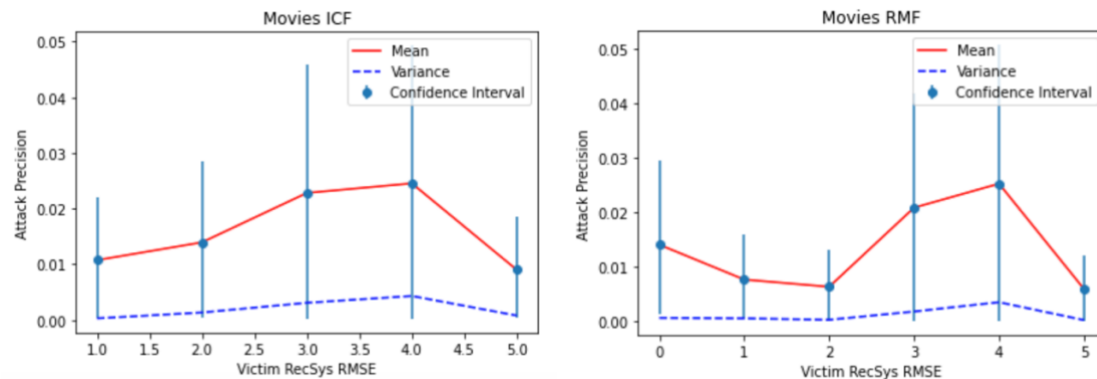 Movies ICF
0.05
0.04
0.03
0.02
0.01
0.00
Attack Precision
Mean
Variance
Confidence Interval
1.0 1.5 2.0 2.5 3.0 3.5 4.0 4.5 5.0
Victim RecSys RMSE
Movies RMF
0.05
0.04
0.03
0.02
0.01
0.00
Attack Precision
Mean
Variance
Confidence Interval
0 1 2 3 4 5
Victim RecSys RMSE